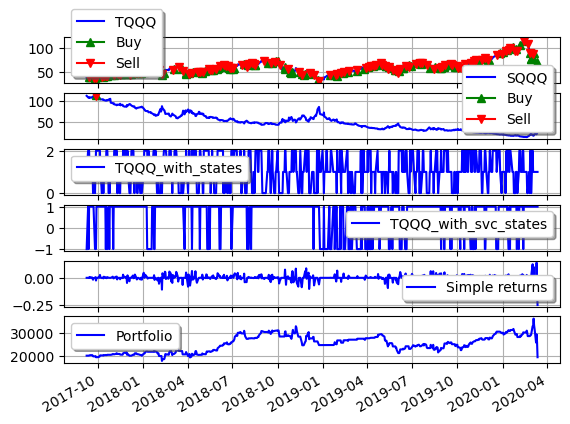 TQQQ
Buy
Sell
100
50
SQQQ
Buy
Sell
100
50
2
0
TQQQ_with_states
1
0
−1
TQQQ_with_svc_states
0.00
−0.25
Simple returns
30000
20000
Portfolio
2017-10
2018-01
2018-04
2018-07
2018-10
2019-01
2019-04
2019-07
2019-10
2020-01
2020-04